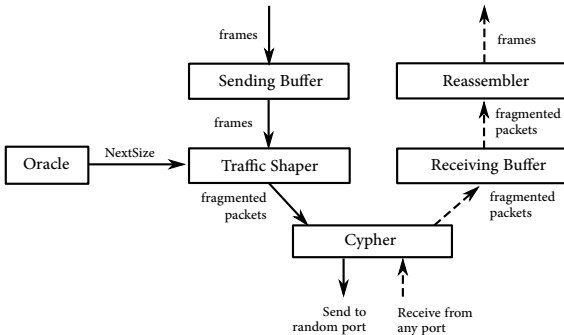 frames
frames
Sending Buffer
Reassembler
frames
fragmented
packets
NextSize
Oracle
Traffic Shaper
Receiving Buffer
fragmented
packets
fragmented
packets
Cypher
Send to
random port
Receive from
any port